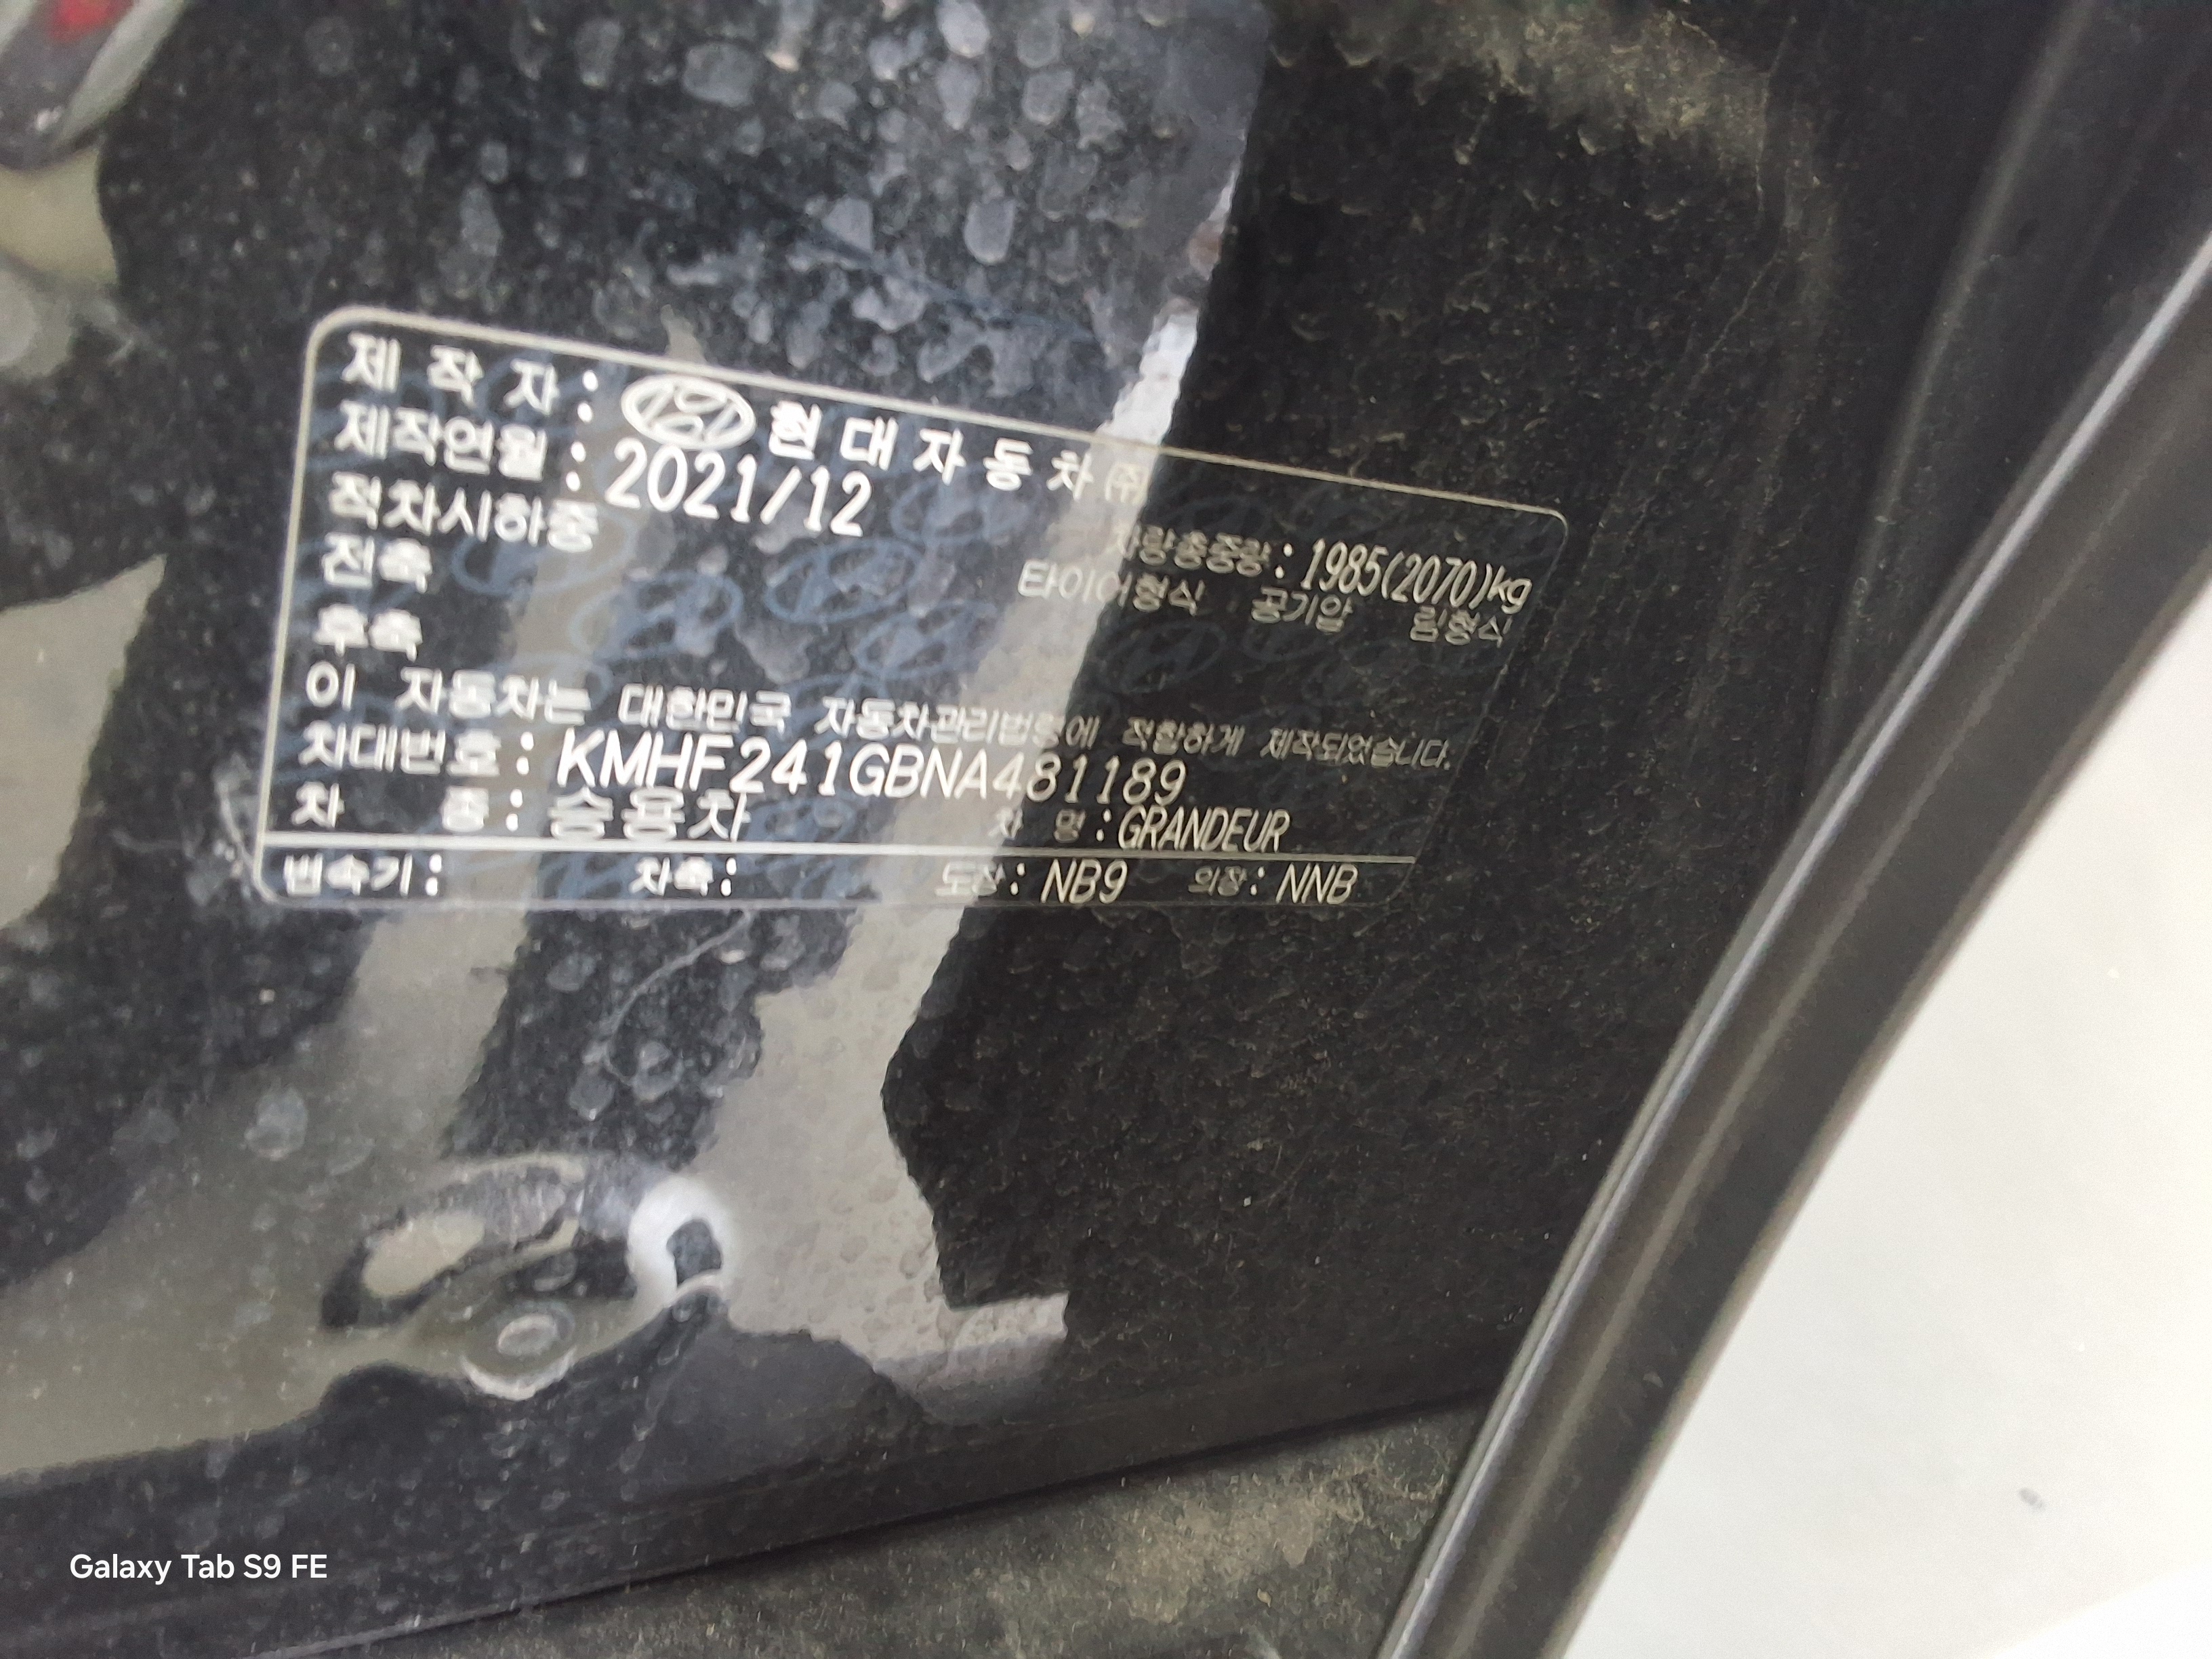 제 작 자 : 현 대 자 동 차 ㈜
제작연월 : 2021/12
적차시하중 차량총중량 : 1985(2070)kg
전축 타이어형식 공기압 림형식
후축
이 자동차는 대한민국 자동차관리법령에 적합하게 제작되었습니다.
차대번호 : KMHF241GBNA481189
차 종 : 승용차 차 명 : GRANDEUR
변속기 : 차축 : 도장 : NB9 의장 : NNB
Galaxy Tab S9 FE